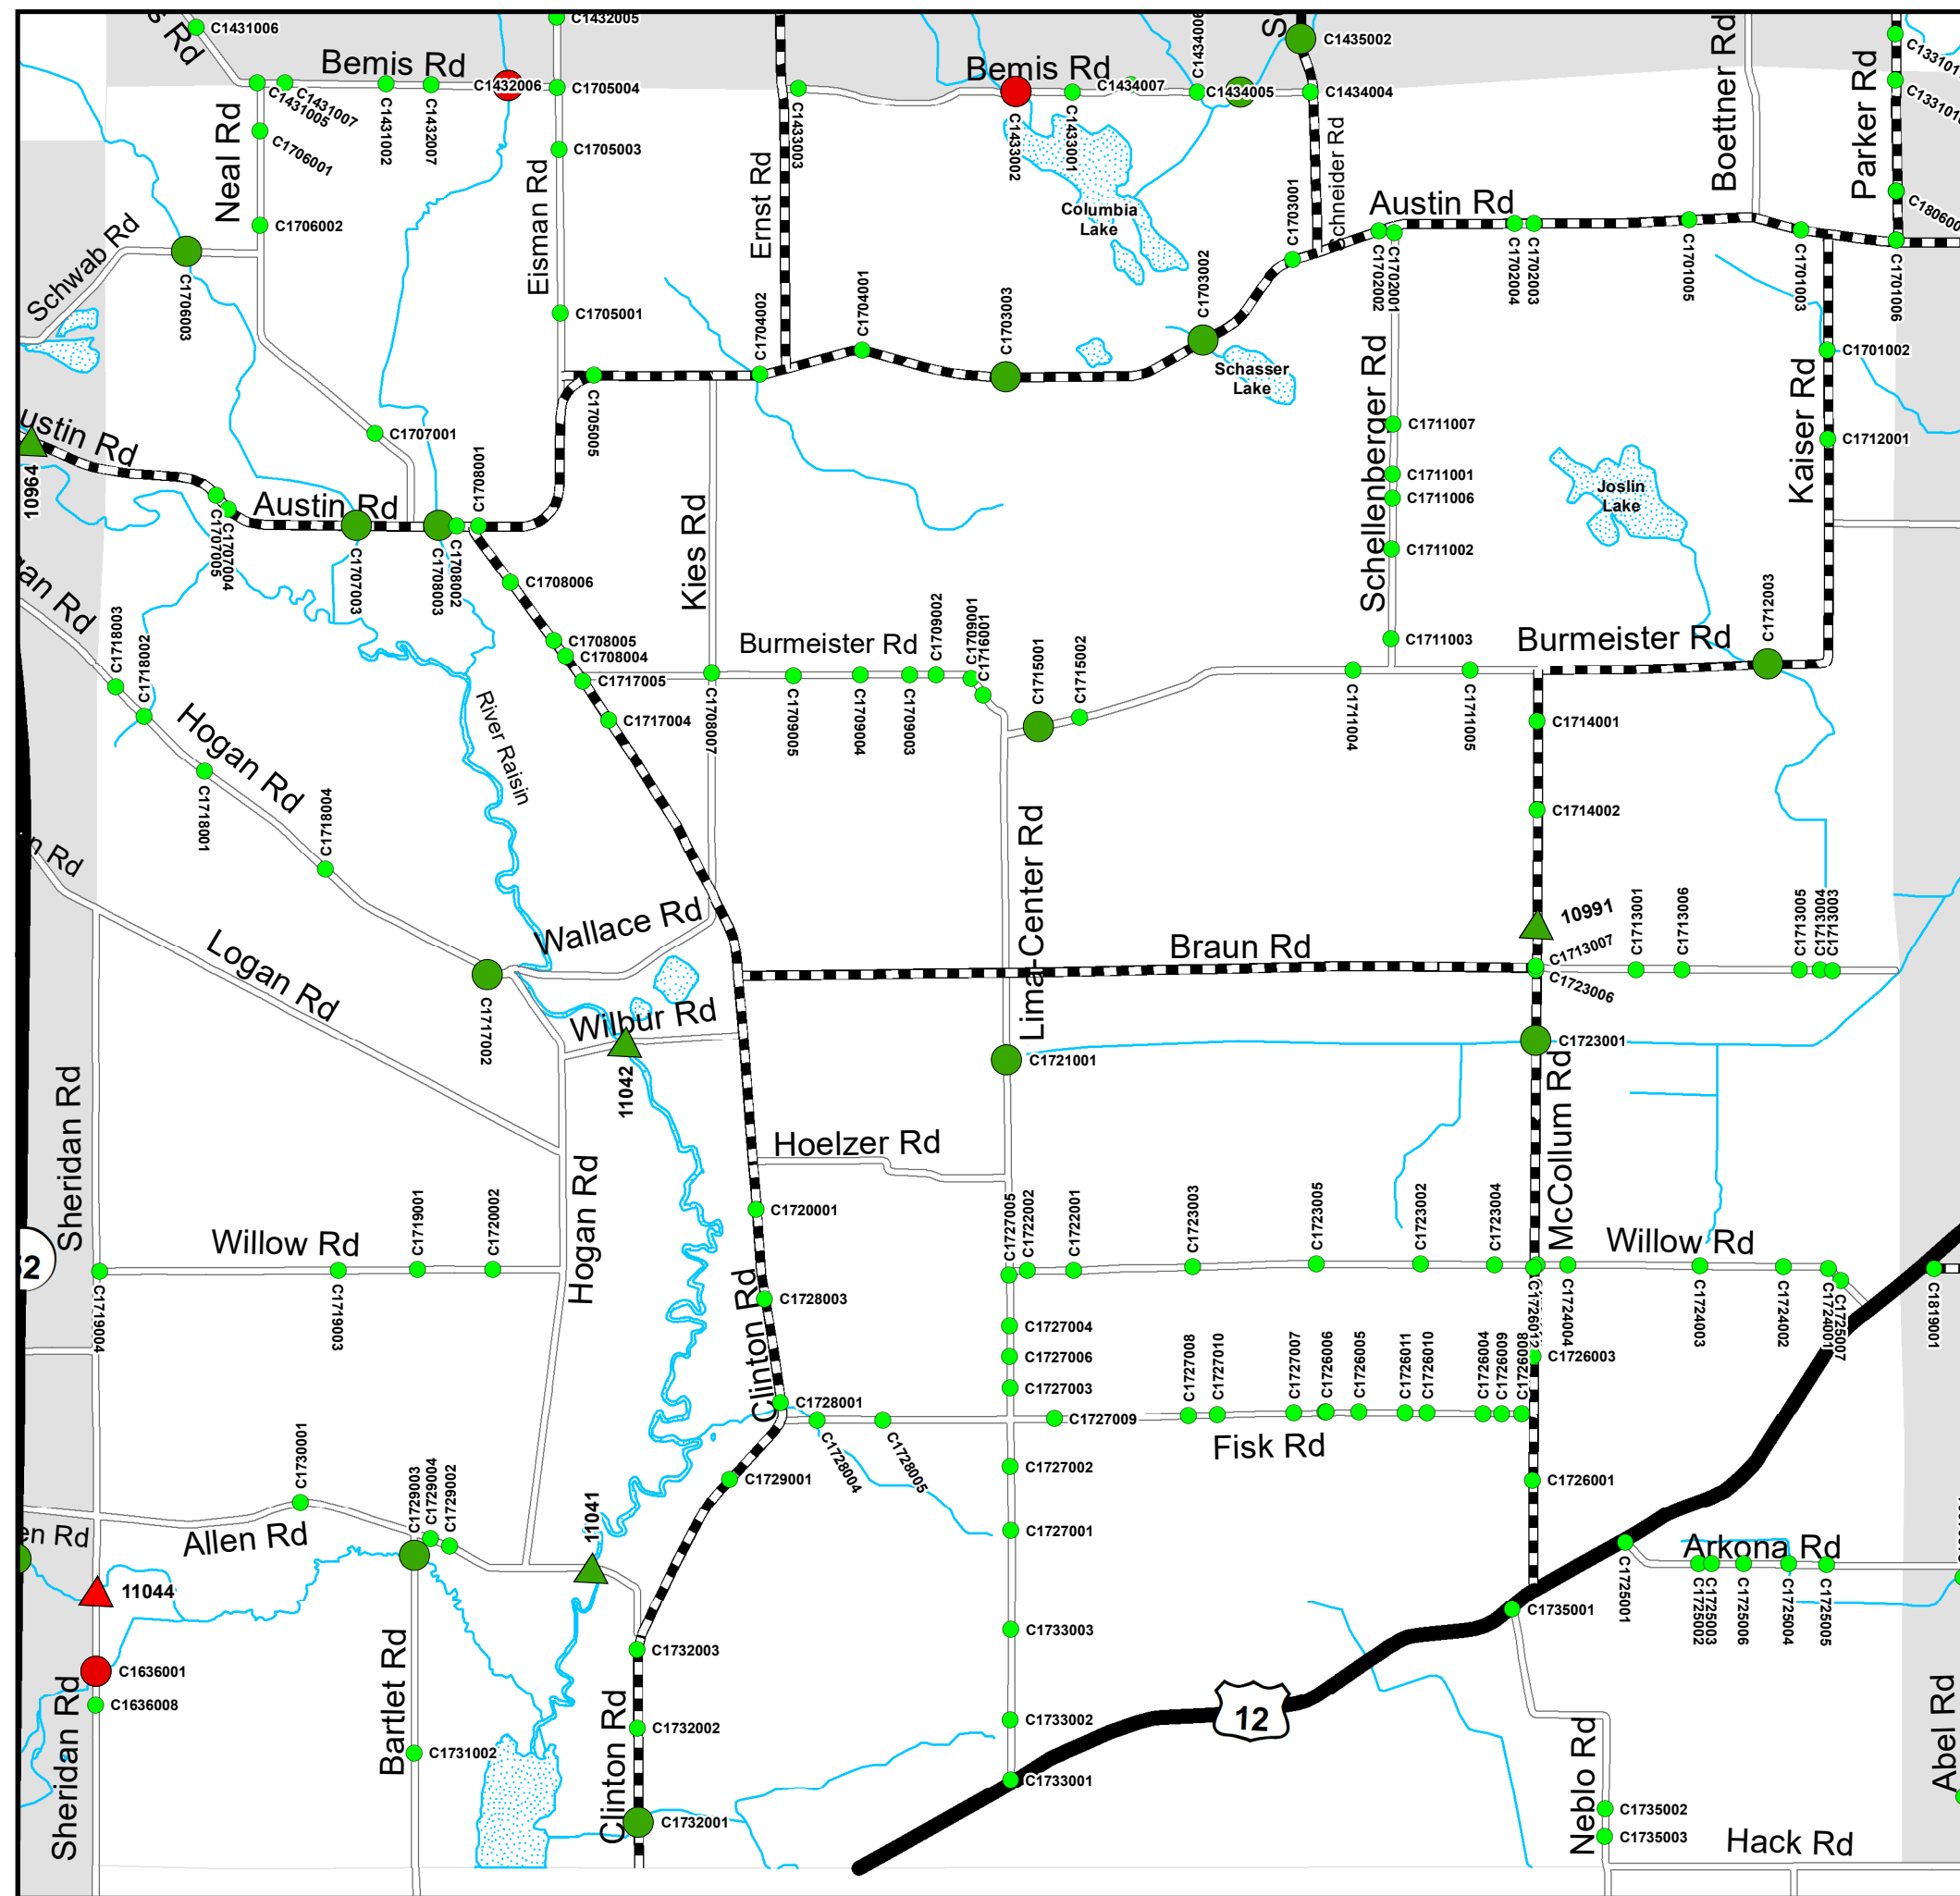 C1431006
C1432005
C1434006
C1435002
s Rd
Bemis Rd
Bemis Rd
Boettner Rd
Parker Rd
C1431005
C1431007
C1431002
C1432007
C1432006
C1705004
C1433003
C1433002
C1433001
C1434007
C1434005
C1434004
Neal Rd
C1706001
C1705003
Eisman Rd
Ernst Rd
Schneider Rd
Columbia
Lake
Austin Rd
C1706002
Schwab Rd
C1706003
C1705001
C1704002
C1704001
C1703003
C1703002
C1703001
C1702002
C1702001
C1702004
C1702003
C1701005
C1701003
C1701006
C1701002
Schasser
Lake
Schellenberger Rd
Kaiser Rd
ustin Rd
10964
C1707001
C1708001
C1705005
C1711007
C1712001
C1711001
C1711006
Joslin
Lake
Austin Rd
C1707005
C1707004
C1707003
C1708003
C1708002
Kies Rd
C1711002
C1708006
gan Rd
C1718003
C1718002
C1708005
C1708004
C1717005
Burmeister Rd
C1709002
C1709001
C1716001
C1715001
C1715002
C1711003
Burmeister Rd
C1712003
C1717004
C1708007
C1709005
C1709004
C1709003
C1711004
C1711005
C1714001
River Raisin
Hogan Rd
C1718001
C1718004
C1714002
n Rd
Lima-Center Rd
Wallace Rd
Logan Rd
Braun Rd
10991
C1713007
C1723006
C1713001
C1713006
C1713005
C1713004
C1713003
C1717002
Wilbur Rd
11042
C1721001
C1723001
McCollum Rd
Sheridan Rd
Hoelzer Rd
Hogan Rd
C1720001
C1727005
C1722002
C1722001
C1723003
C1723005
C1723002
C1723004
Willow Rd
C1719001
C1720002
Willow Rd
52
C1719004
C1719003
Clinton Rd
C1728003
C1727004
C1727006
C1727003
C1726012
C1724004
C1724003
C1724002
C1724001
C1725007
C1819001
C1726003
C1727008
C1727010
C1727007
C1726006
C1726005
C1726011
C1726010
C1726004
C1726009
C1726008
C1728001
C1727009
C1728004
C1728005
Fisk Rd
C1727002
C1726001
C1730001
C1729003
C1729004
C1729002
C1729001
11041
C1727001
en Rd
Allen Rd
11044
Arkona Rd
C1725001
C1725002
C1725003
C1725006
C1725004
C1725005
C1735001
C1636001
C1636008
Sheridan Rd
Bartlet Rd
C1731002
C1732003
C1732002
Clinton Rd
C1732001
C1733003
C1733002
C1733001
12
Neblo Rd
C1735002
C1735003
Hack Rd
Abel Rd